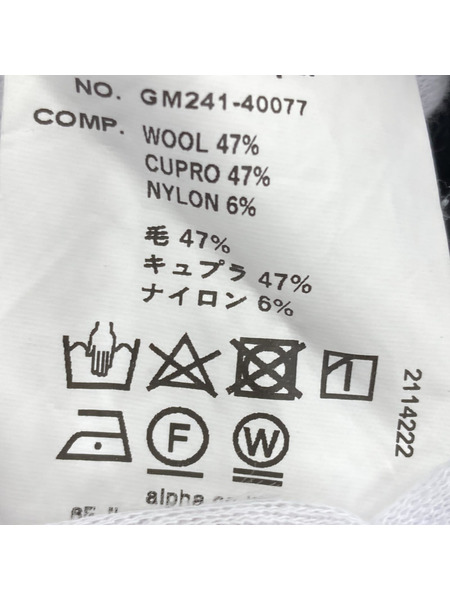 NO. GM241-40077
COMP. WOOL 47%
CUPRO 47%
NYLON 6%
毛 47%
キュプラ 47%
ナイロン 6%
F
W
2114222
alpha